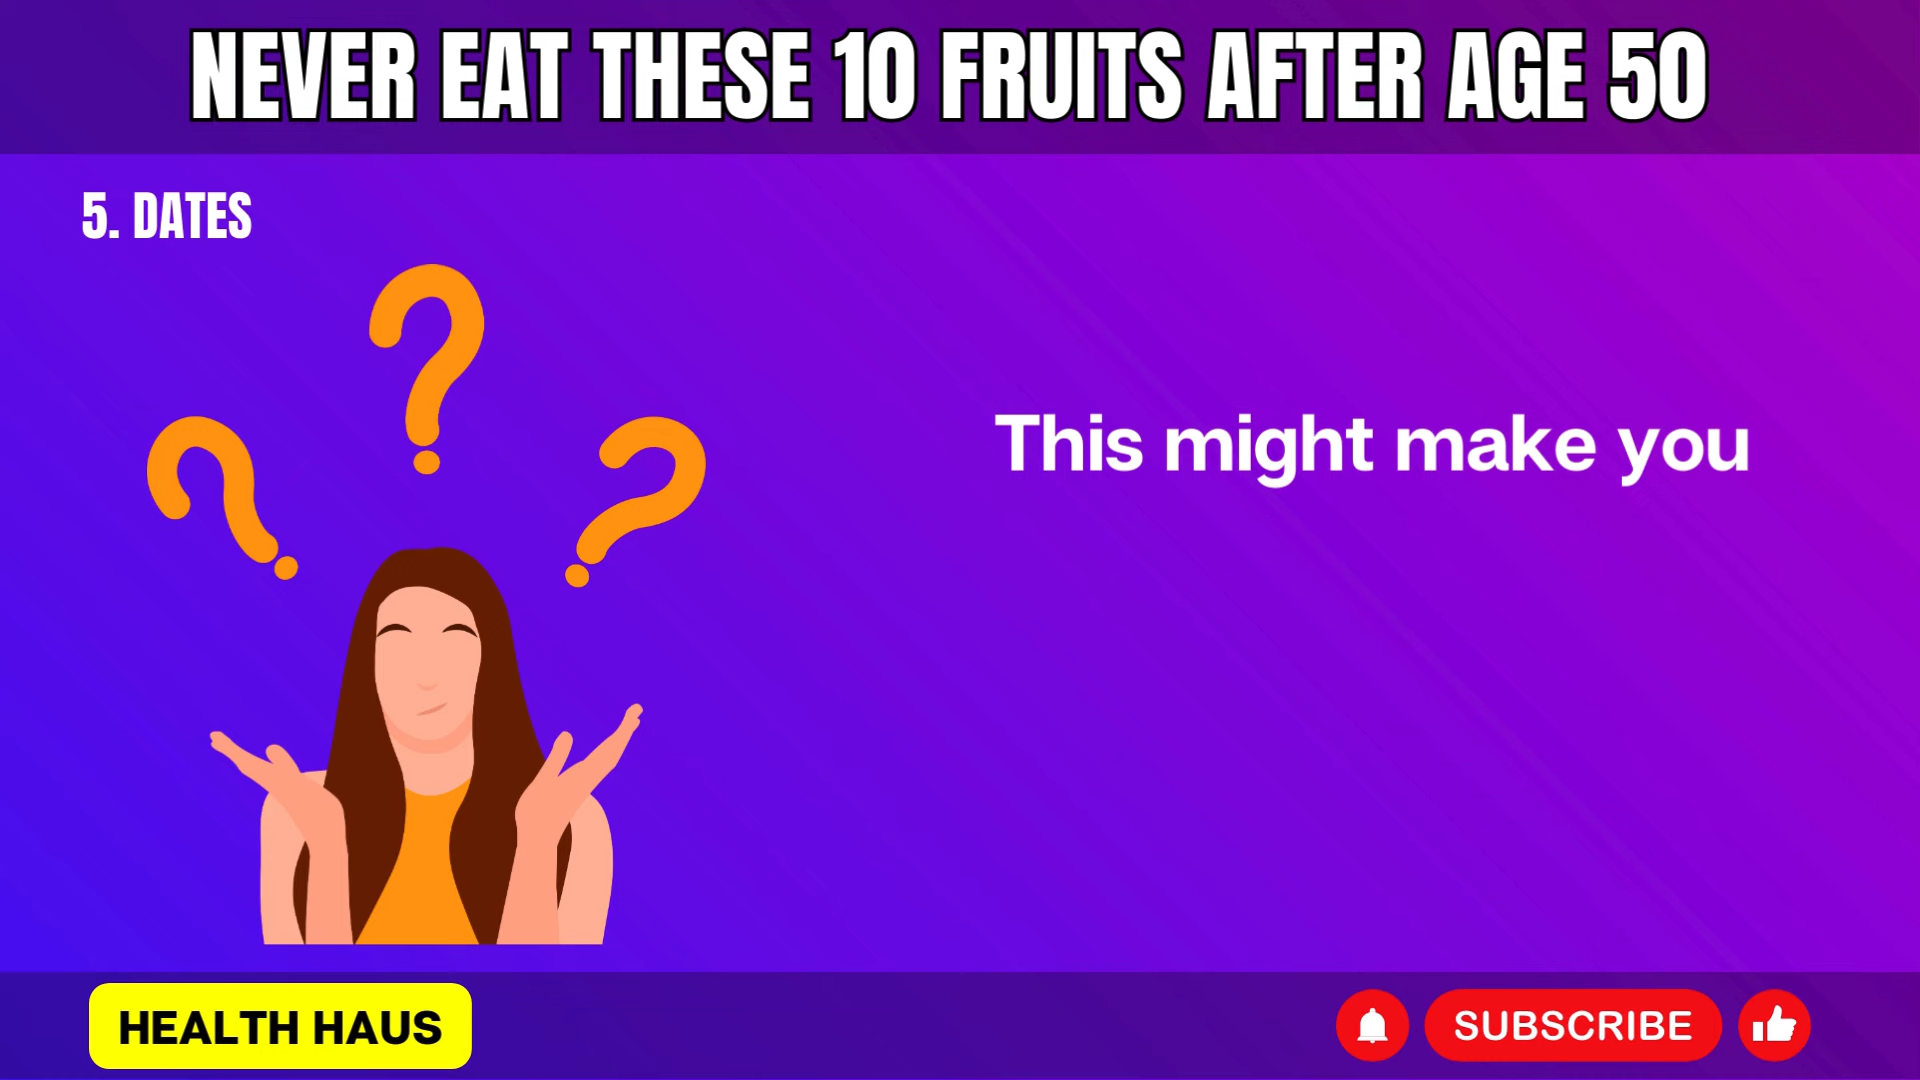 NEVER EAT THESE 10 FRUITS AFTER AGE 50
5. DATES
This might make you
HEALTH HAUS
SUBSCRIBE